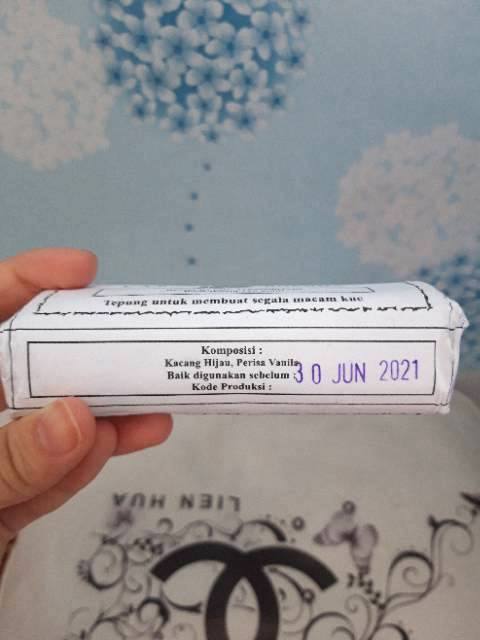 Tepung untuk membuat segala macam kue
Komposisi :
Kacang Hijau, Perisa Vanila
Baik digunakan sebelum : 30 JUN 2021
Kode Produksi :
LIEN HUA